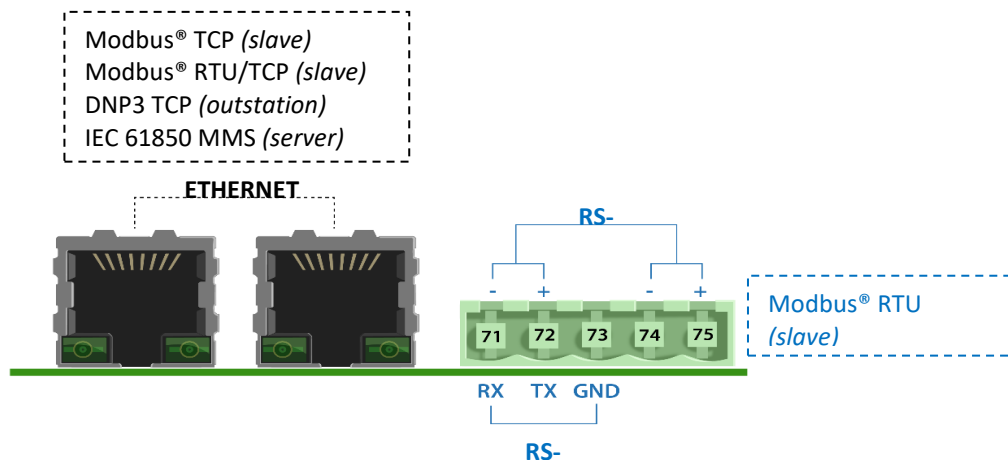 Modbus® TCP (slave)
Modbus® RTU/TCP (slave)
DNP3 TCP (outstation)
IEC 61850 MMS (server)
ETHERNET
RS-
- + - +
71 72 73 74 75
Modbus® RTU
(slave)
RX TX GND
RS-